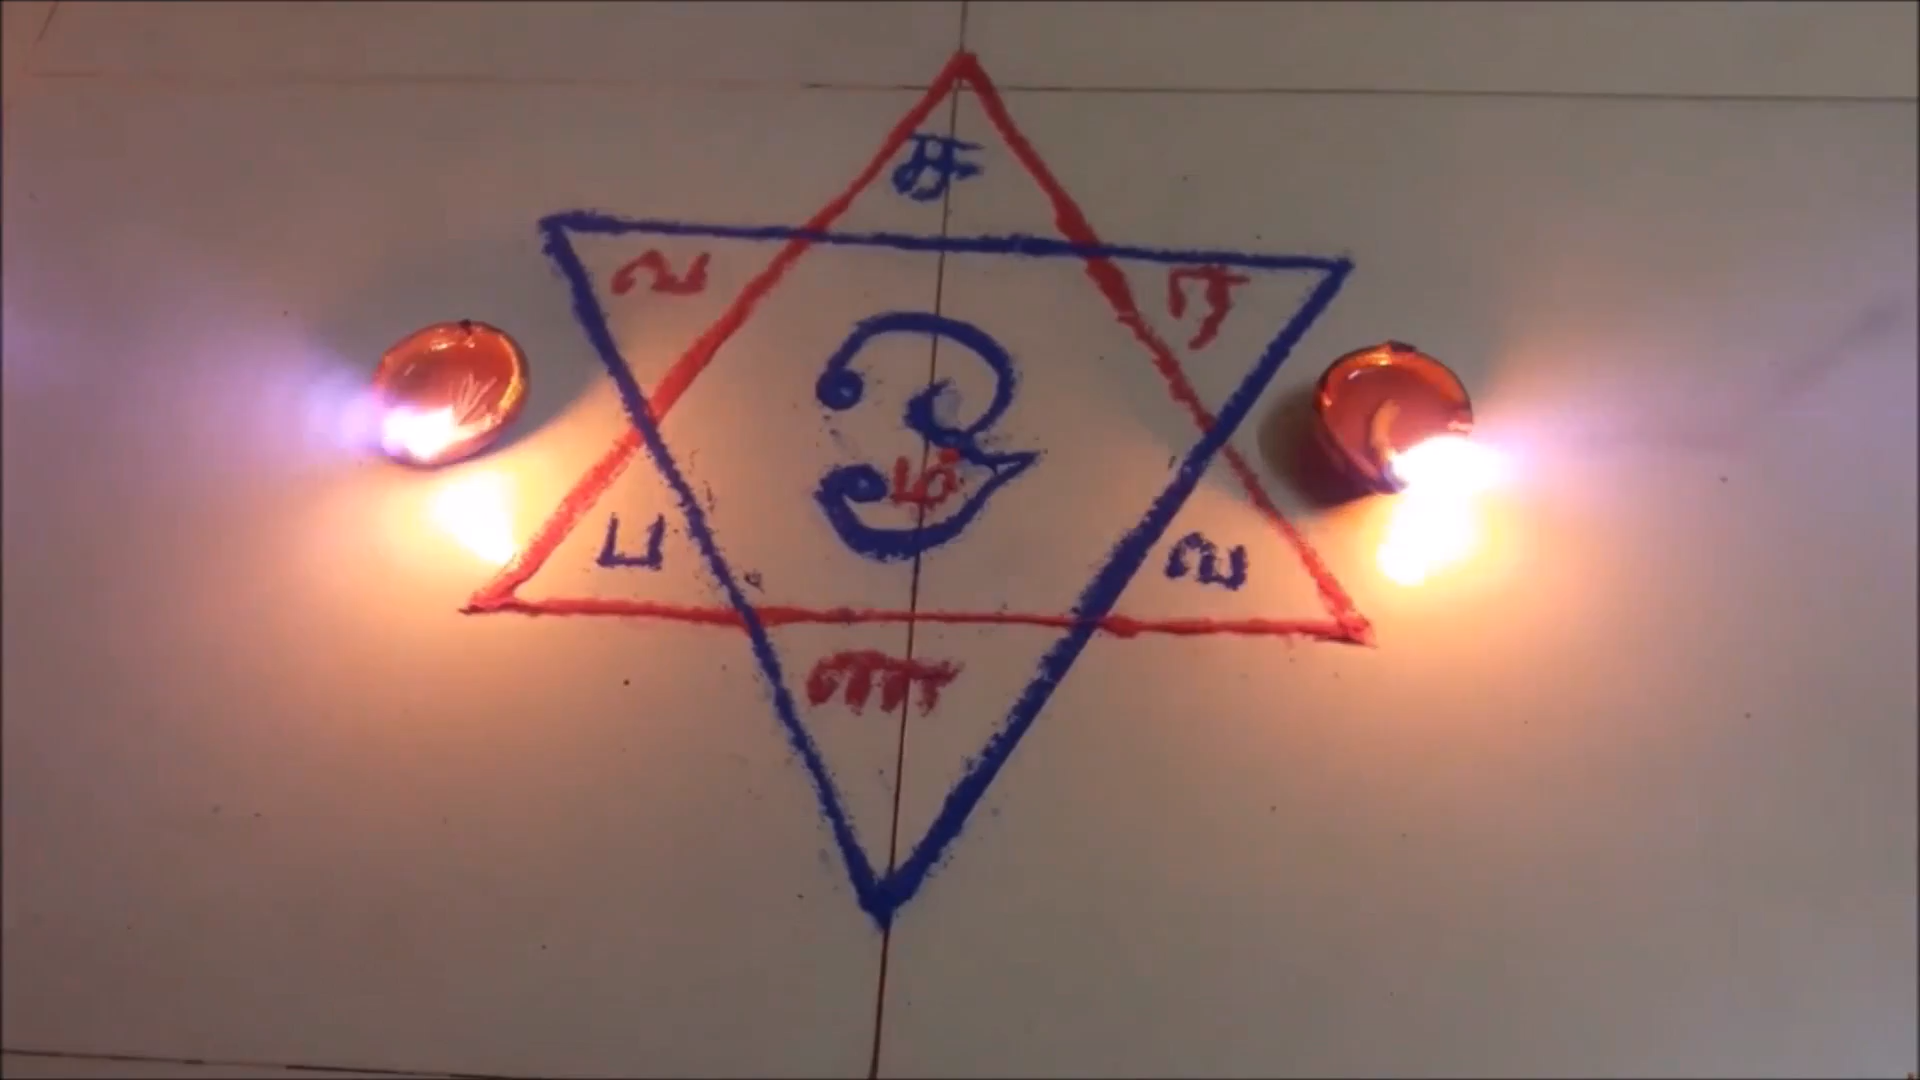 ச
வ ர
ஓம்
ப வ
ண